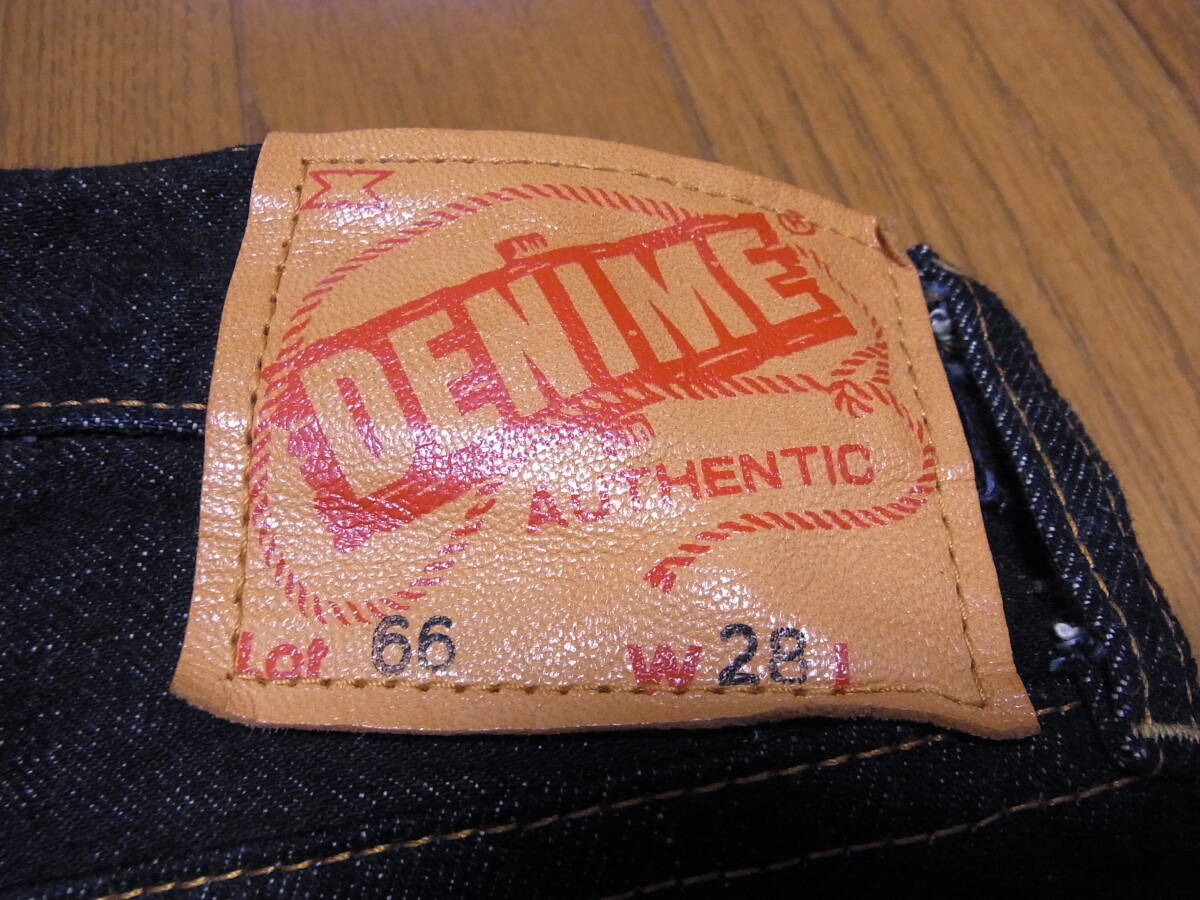 DENIME®
AUTHENTIC
Lot 66 W 28 L